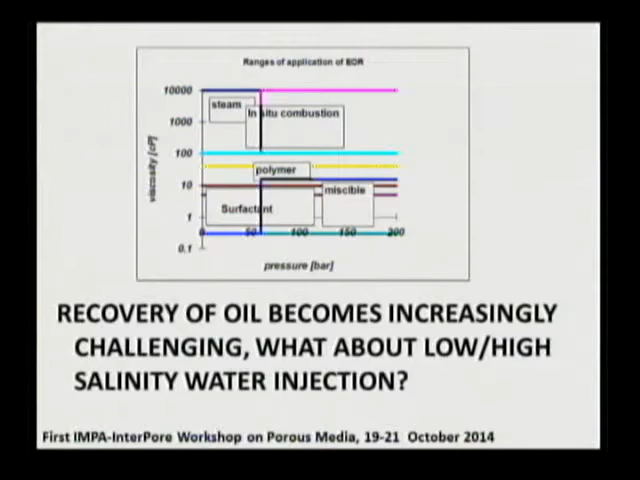 Ranges of application of EOR
10000
1000
100
10
1
0.1
viscosity [cP]
steam
In situ combustion
polymer
miscible
Surfactant
0 50 100 150 200
pressure [bar]
RECOVERY OF OIL BECOMES INCREASINGLY
CHALLENGING, WHAT ABOUT LOW/HIGH
SALINITY WATER INJECTION?
First IMPA-InterPore Workshop on Porous Media, 19-21 October 2014